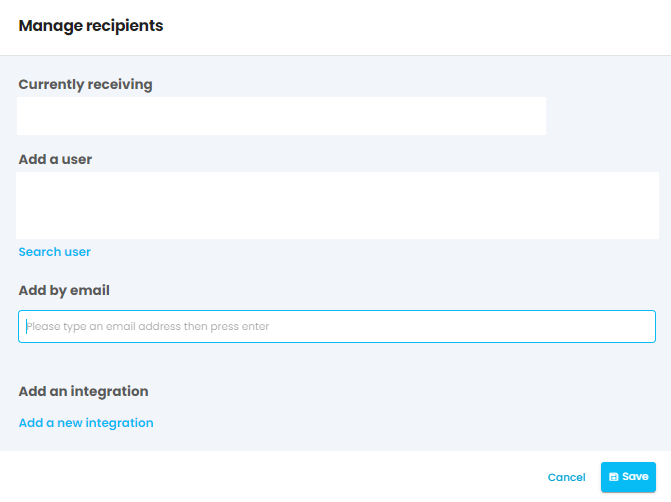 Manage recipients
Currently receiving
Add a user
Search user
Add by email
Please type an email address then press enter
Add an integration
Add a new integration
Cancel
Save